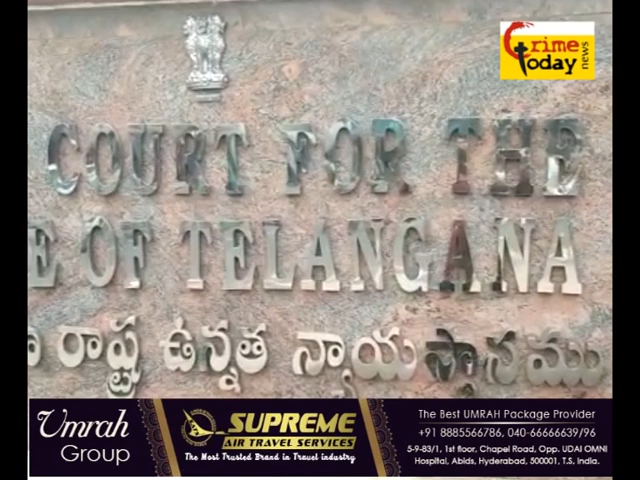 Crime
Today
news
COURT FOR THE
E OF TELANGANA
రాష్ట్ర ఉన్నత న్యాయస్థానము
Umrah
Group
SUPREME
AIR TRAVEL SERVICES
The Most Trusted Brand in Travel industry
The Best UMRAH Package Provider
+91 8885566786, 040-66666639/96
5-9-83/1, 1st floor, Chapel Road, Opp. UDAI OMNI
Hospital, Abids, Hyderabad, 500001, T.S, India.